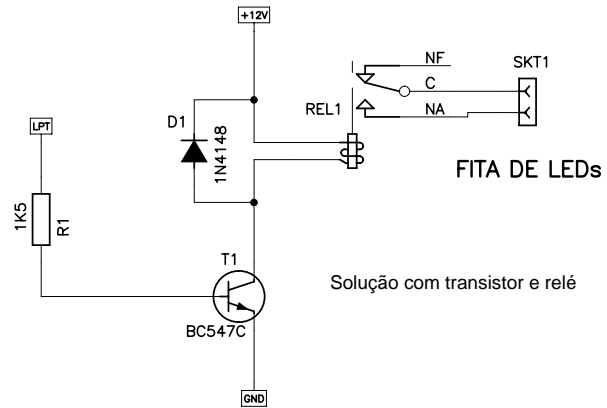 +12V
NF
SKT1
C
REL1
NA
LPT
D1
1N4148
FITA DE LEDs
1K5
R1
T1
Solução com transistor e relé
BC547C
GND